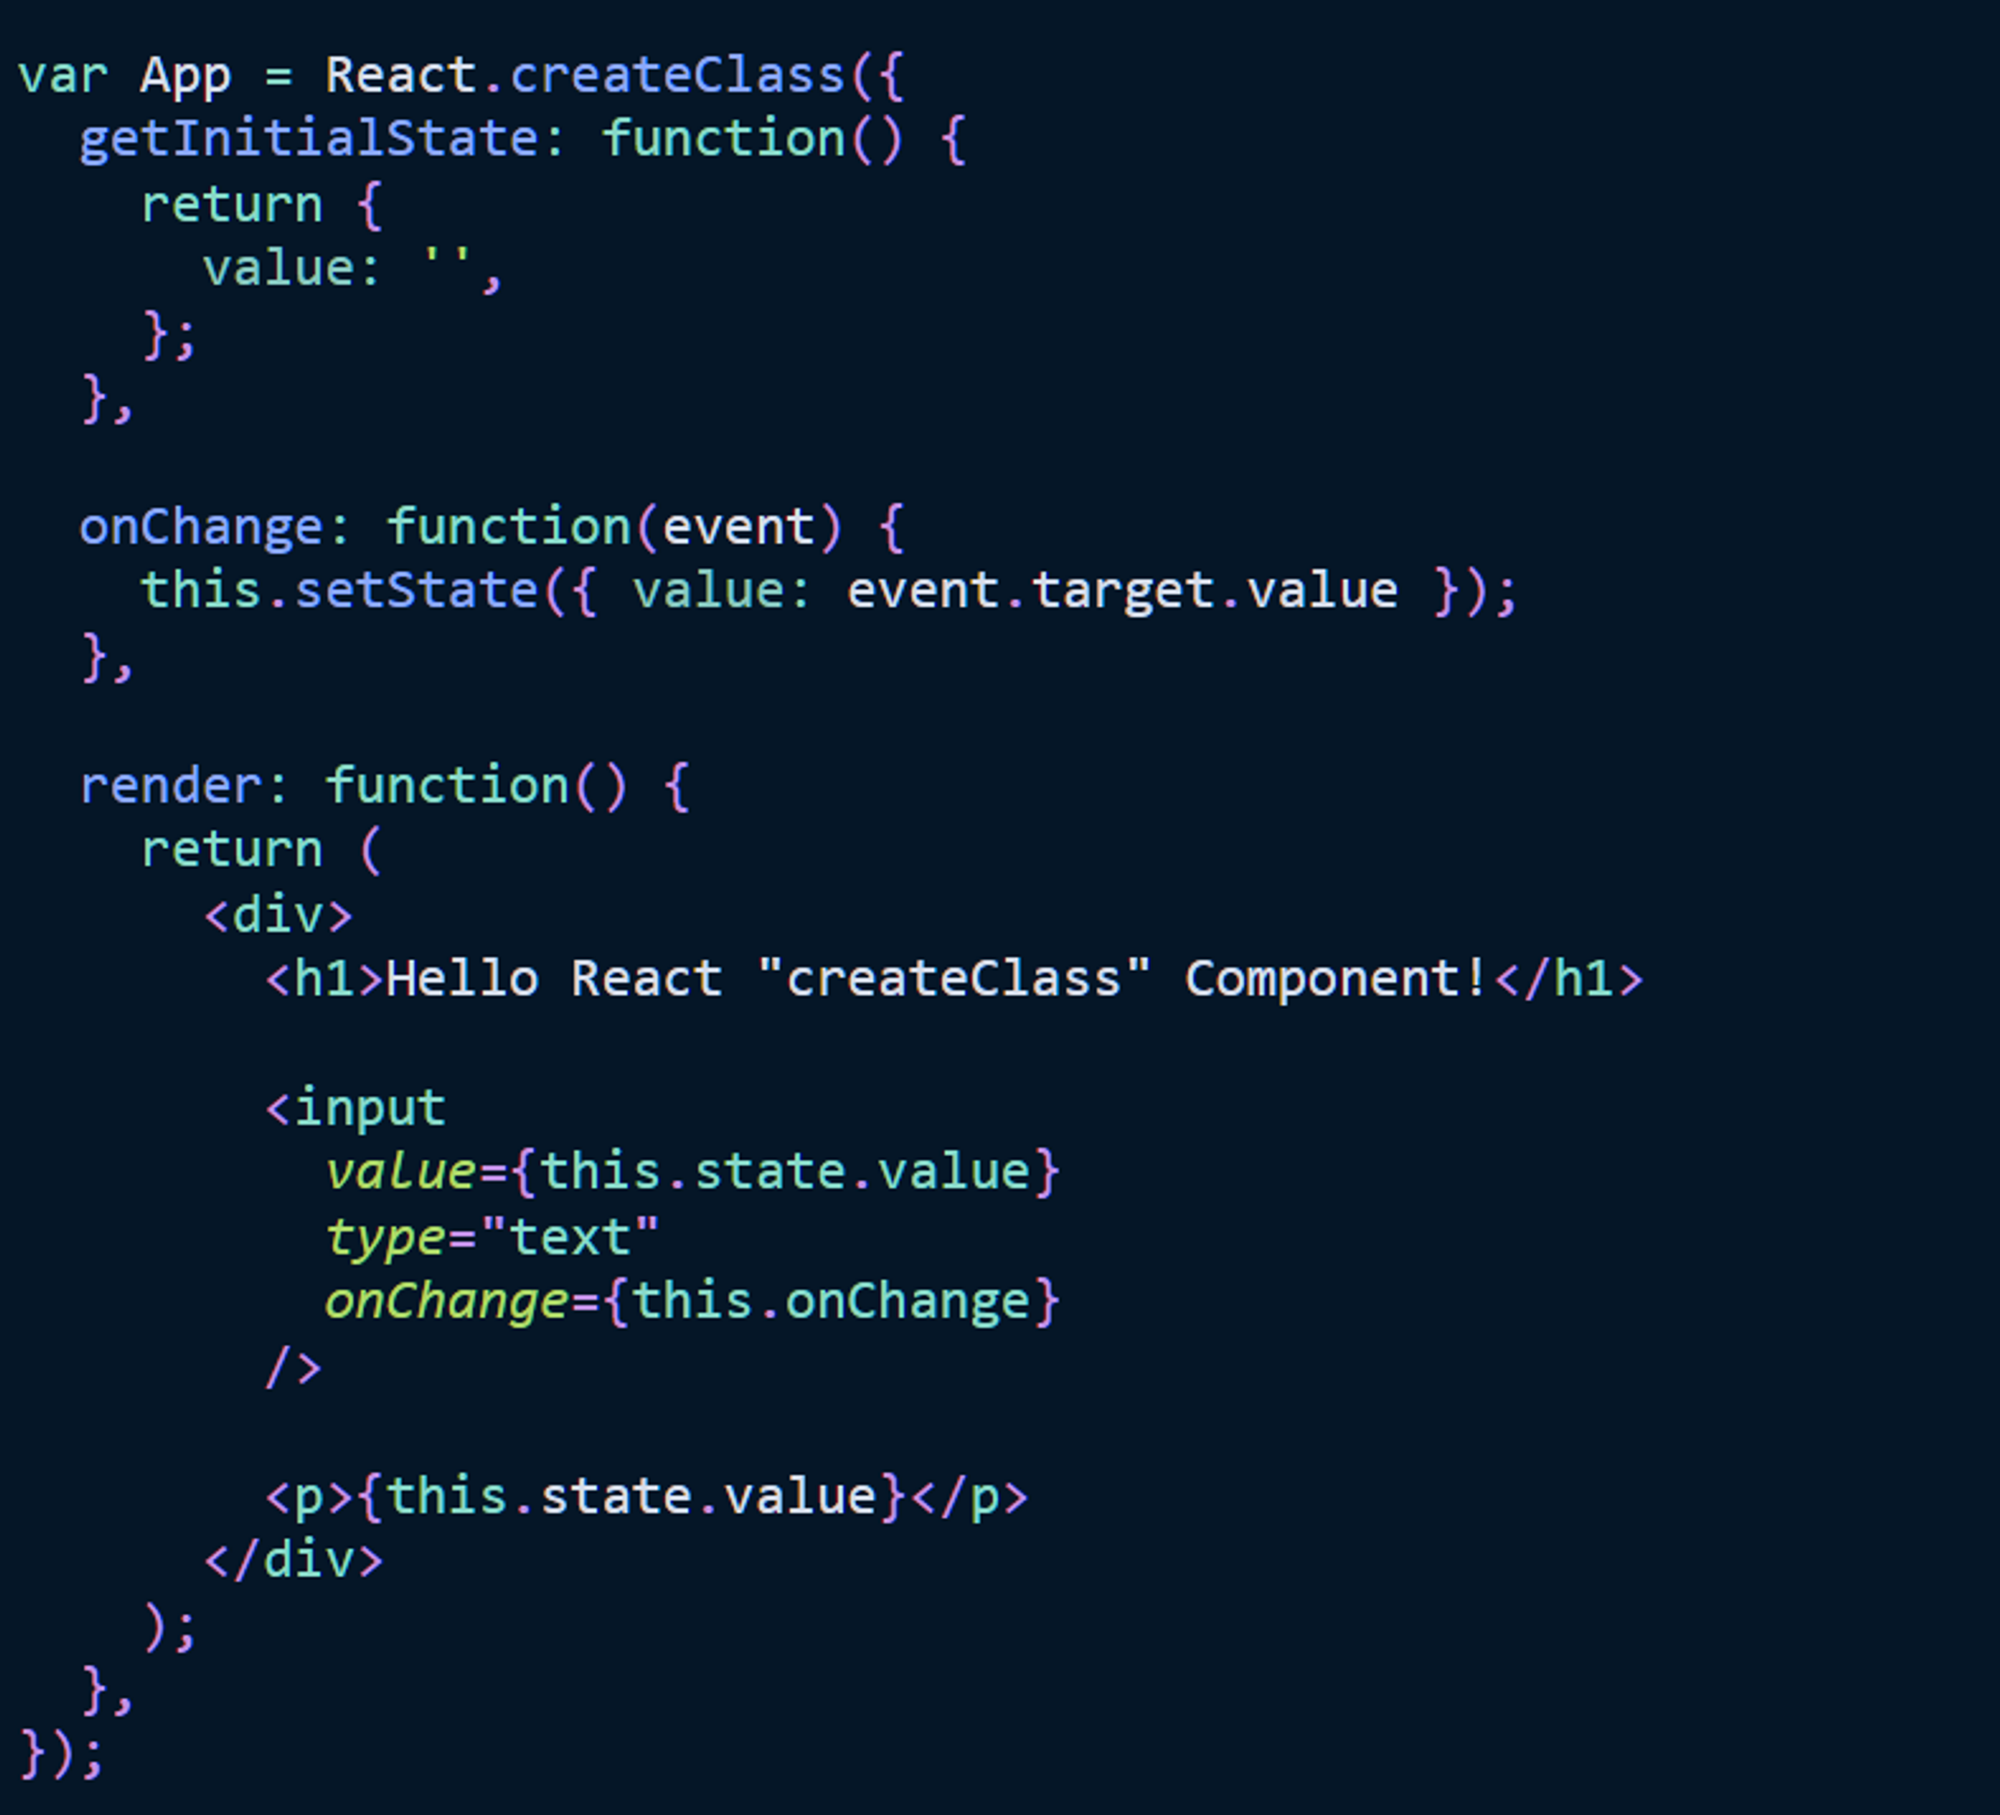 var App = React.createClass({
  getInitialState: function() {
    return {
      value: '',
    };
  },

  onChange: function(event) {
    this.setState({ value: event.target.value });
  },

  render: function() {
    return (
      <div>
        <h1>Hello React "createClass" Component!</h1>

        <input
          value={this.state.value}
          type="text"
          onChange={this.onChange}
        />

        <p>{this.state.value}</p>
      </div>
    );
  },
});